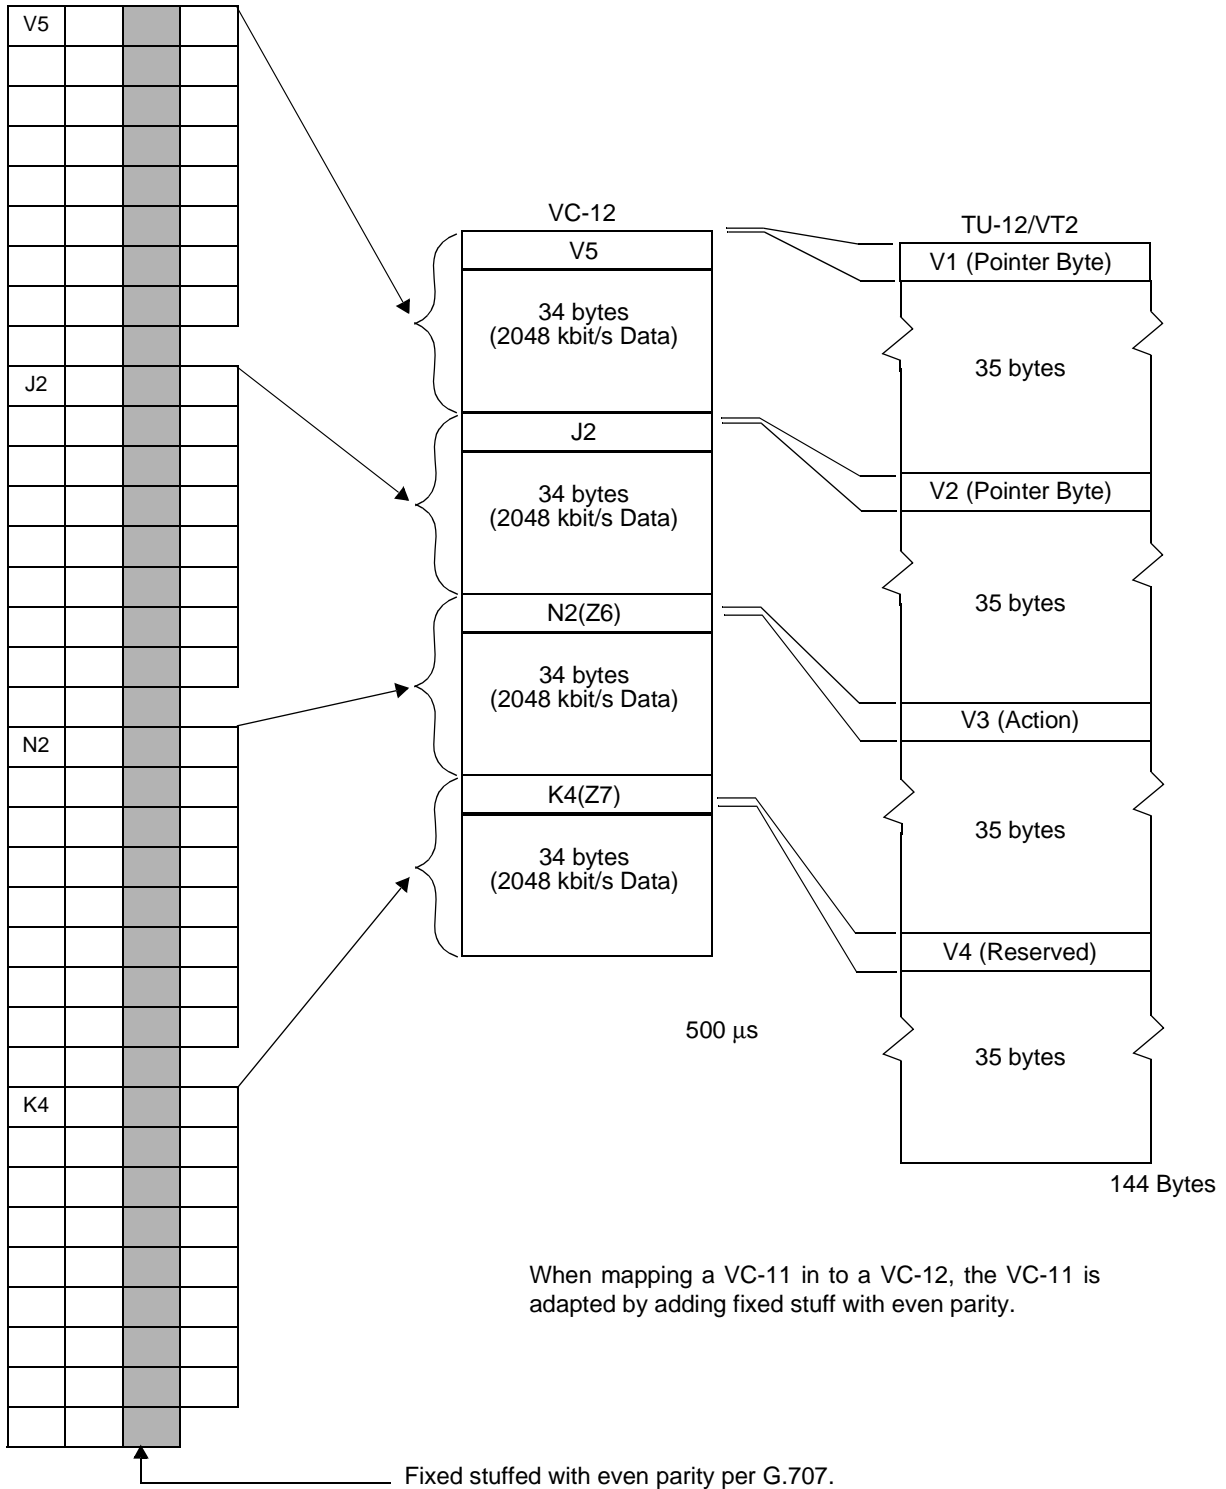 V5
J2
N2
K4
VC-12
V5
34 bytes
(2048 kbit/s Data)
J2
34 bytes
(2048 kbit/s Data)
N2(Z6)
34 bytes
(2048 kbit/s Data)
K4(Z7)
34 bytes
(2048 kbit/s Data)
500 μs
TU-12/VT2
V1 (Pointer Byte)
35 bytes
V2 (Pointer Byte)
35 bytes
V3 (Action)
35 bytes
V4 (Reserved)
35 bytes
144 Bytes
When mapping a VC-11 in to a VC-12, the VC-11 is
adapted by adding fixed stuff with even parity.
Fixed stuffed with even parity per G.707.